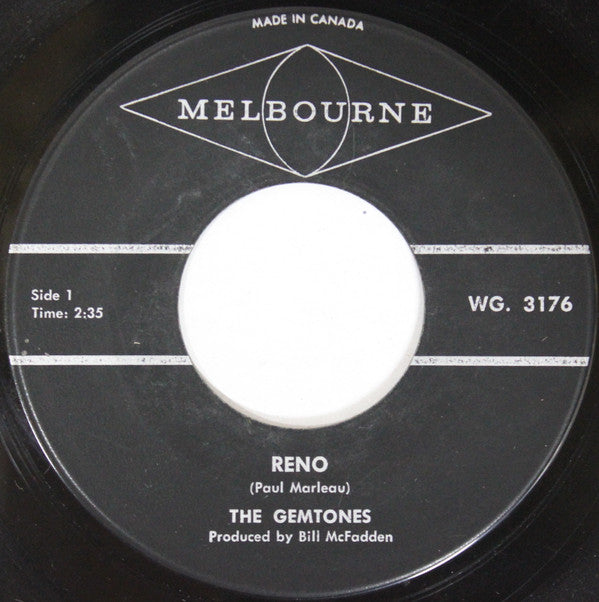 MADE IN CANADA
MELBOURNE
Side 1
Time: 2:35
WG. 3176
RENO
(Paul Marleau)
THE GEMTONES
Produced by Bill McFadden